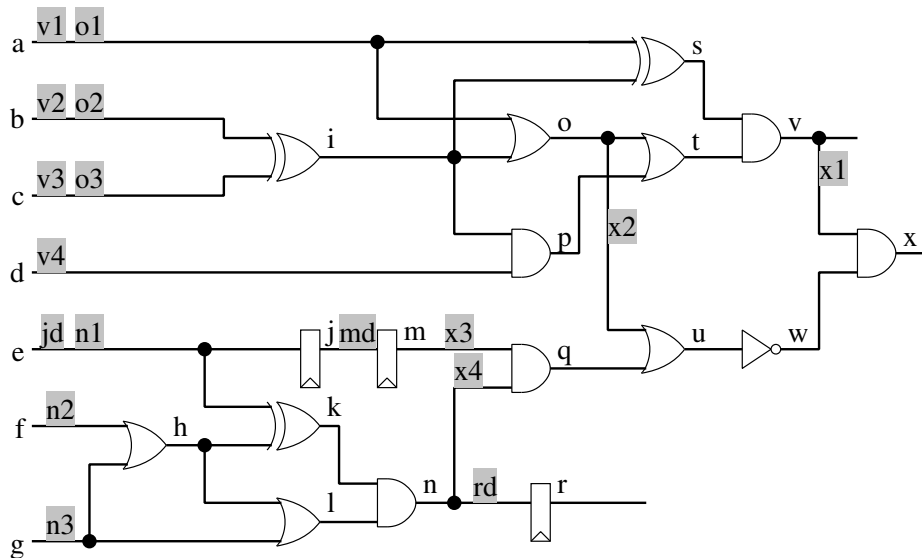 a v1 o1 s
b v2 o2 i o t v
c v3 o3 x1
d v4 p x2 x
e jd n1 j md m x3 q u w
x4
f n2 h k
n rd r
g n3 l